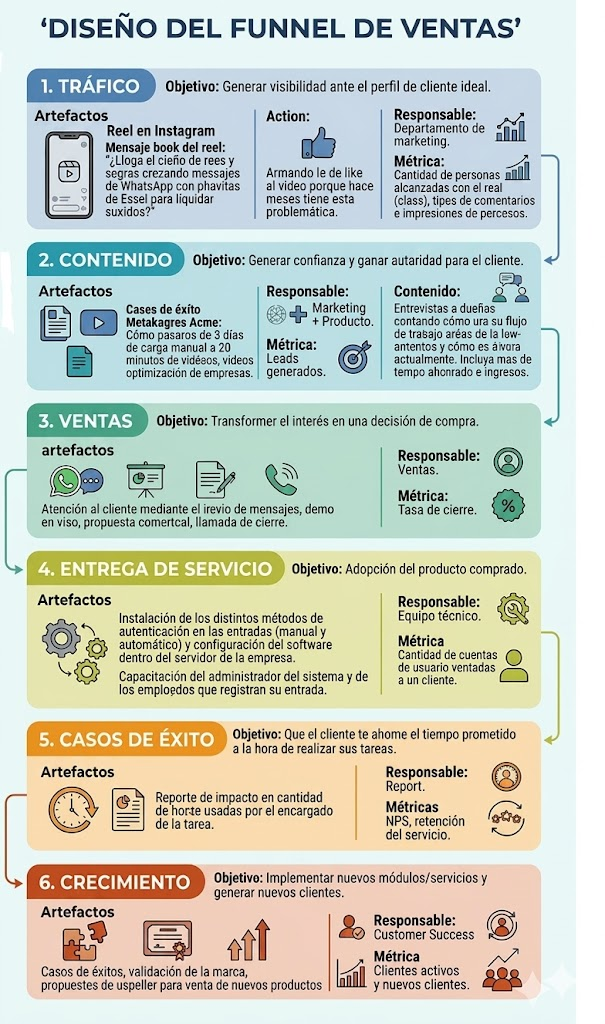 ‘DISEÑO DEL FUNNEL DE VENTAS’
1. TRÁFICO
Objetivo: Generar visibilidad ante el perfil de cliente ideal.
Artefactos
Reel en Instagram
Mensaje book del reel:
“¿Lloga el cieño de rees y
segras crezando messajes
de WhatsApp con phavitas
de Essel para liquidar
suxidos?”
Action:
Armando le de like
al video porque hace
meses tiene esta
problemática.
Responsable:
Departamento de
marketing.
Métrica:
Cantidad de personas
alcanzadas con el real
(class), tipos de comentarios
e impresiones de percesos.
2. CONTENIDO
Objetivo: Generar confianza y ganar autaridad para el cliente.
Artefactos
Cases de éxito
Metakagres Acme:
Cómo pasaros de 3 días
de carga manual a 20
minutos de vidéos, videos
optimización de empresas.
Responsable:
Marketing
+ Producto.
Métrica:
Leads
generados.
Contenido:
Entrevistas a dueñas
contando cómo ura su flujo
de trabajo aréas de la low-
antentos y cómo es ávora
actualmente. Incluya mas de
tempo ahonrado e ingresos.
3. VENTAS
Objetivo: Transformer el interés en una decisión de compra.
artefactos
Atención al cliente mediante el irevio de mensajes, demo
en viso, propuesta comertcal, llamada de cierre.
Responsable:
Ventas.
Métrica:
Tasa de cierre.
%
4. ENTREGA DE SERVICIO
Objetivo: Adopción del producto comprado.
Artefactos
Instalación de los distintos métodos de
autenticación en las entradas (manual y
automático) y configuración del software
dentro del servidor de la empresa.
Capacitación del administrador del sistema y de
los emplopdos que registran su enrada.
Responsable:
Equipo técnico.
Métrica
Cantidad de cuentas
de usuario ventadas
a un cliente.
5. CASOS DE ÉXITO
Objetivo: Que el cliente te ahome el tiempo prometido
a la hora de realizar sus tareas.
Artefactos
Reporte de impacto en cantidad
de horte usadas por el encargado
de la tarea.
Responsable:
Report.
Métricas
NPS, retención
del servicio.
6. CRECIMIENTO
Objetivo: Implementar nuevos módulos/servicios y
generar nuevos clientes.
Artefactos
Casos de éxitos, validación de la marca,
propuestes de uspeller para venta de nuevos productos
Responsable:
Customer Success
Métrica
Clientes activos
y nuevos clientes.